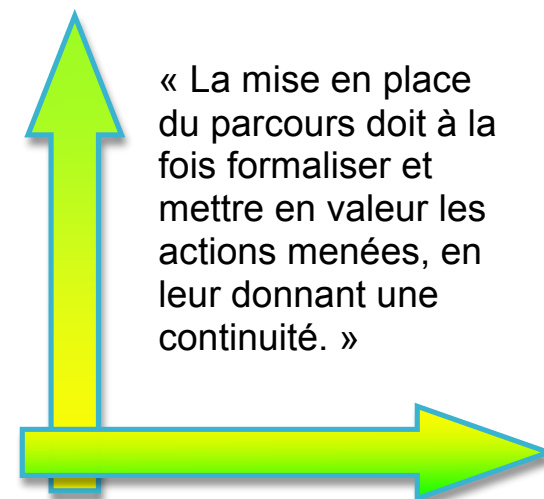 « La mise en place
du parcours doit à la
fois formaliser et
mettre en valeur les
actions menées, en
leur donnant une
continuité. »